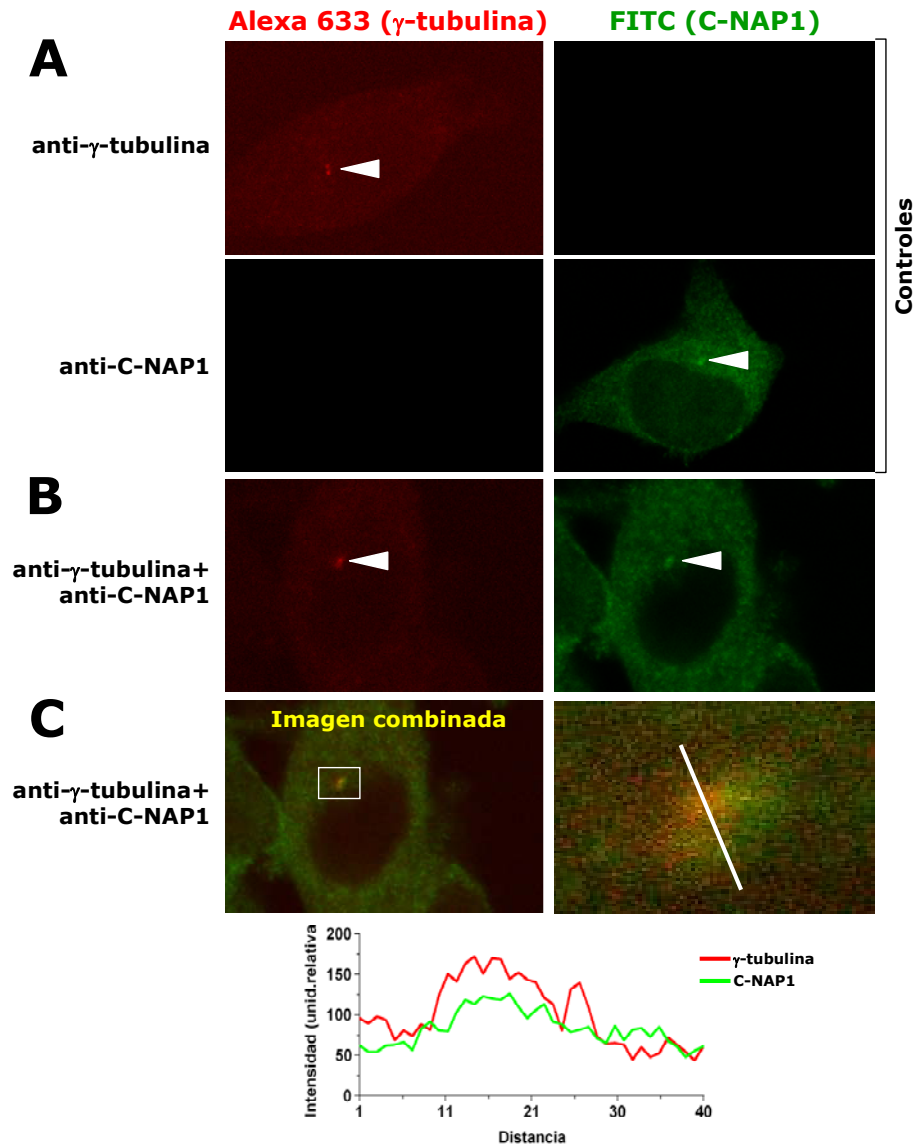 Alexa 633 (γ-tubulina)
FITC (C-NAP1)
A
anti-γ-tubulina
anti-C-NAP1
Controles
B
anti-γ-tubulina+
anti-C-NAP1
C
Imagen combinada
anti-γ-tubulina+
anti-C-NAP1
Intensidad (unid.relativa
200
150
100
50
0
1
11
21
30
40
Distancia
γ-tubulina
C-NAP1